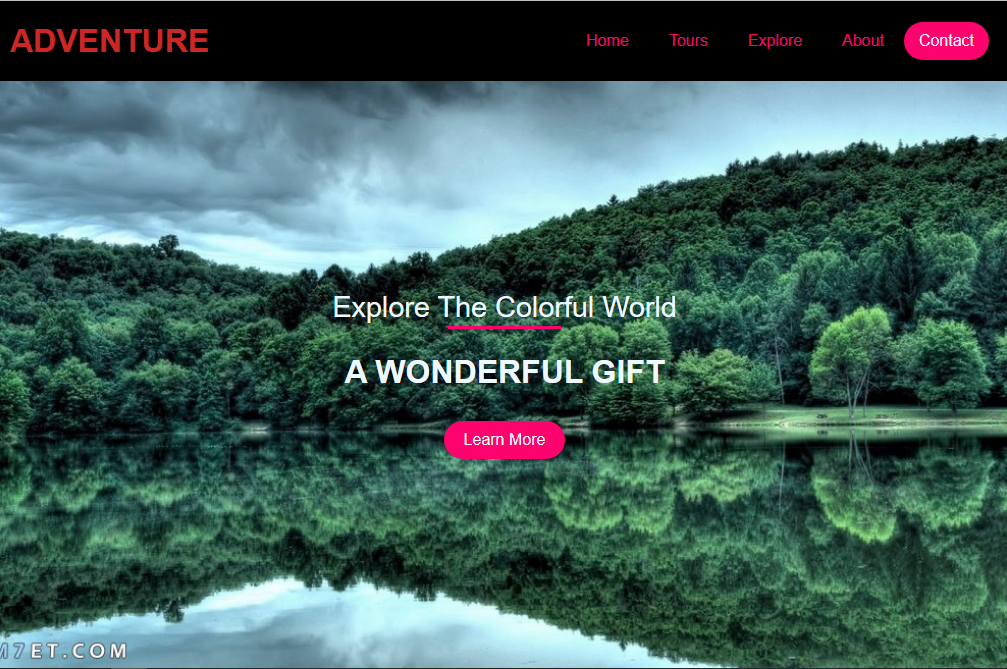 ADVENTURE
Home Tours Explore About Contact
Explore The Colorful World
A WONDERFUL GIFT
Learn More
M7ET.COM